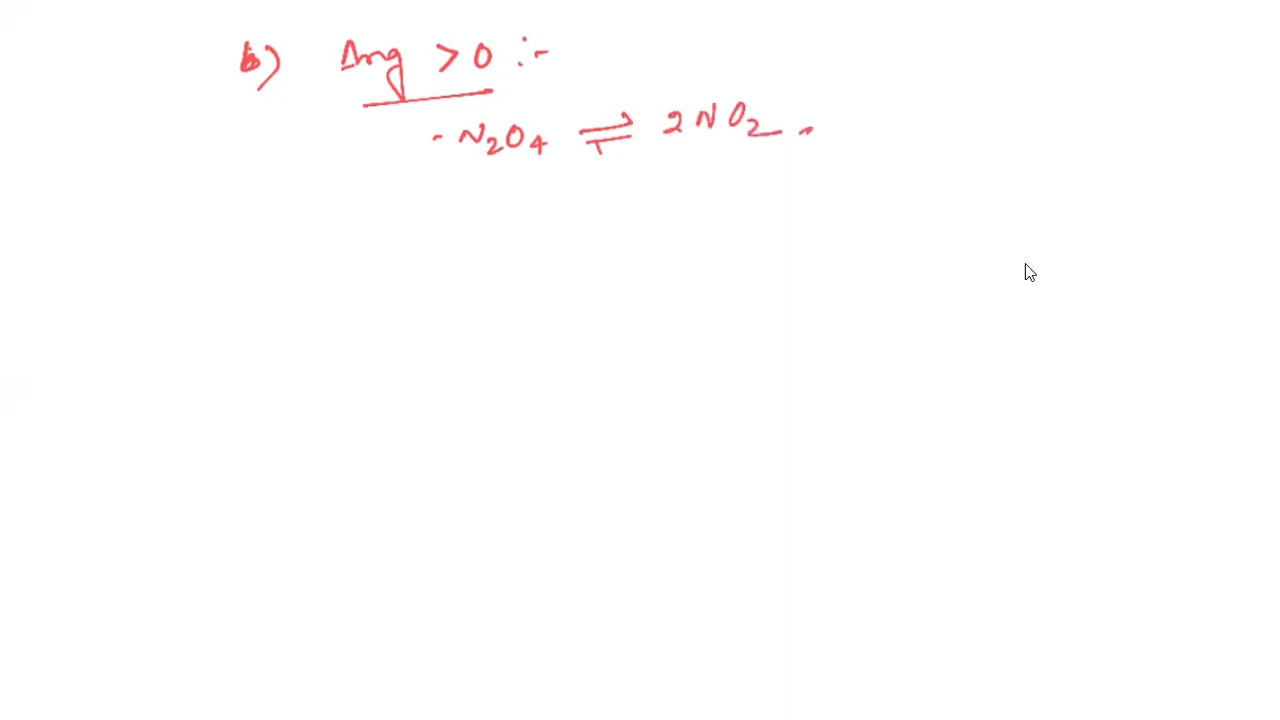 b) Δng > 0 :-
- N₂O₄ ⇌ 2NO₂ .